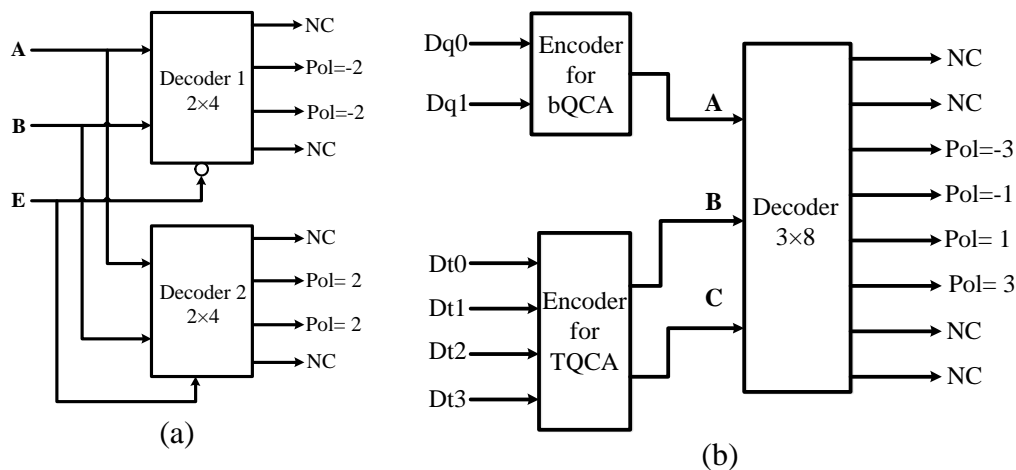 A
B
E
Decoder 1
2×4
NC
Pol=-2
Pol=-2
NC
Decoder 2
2×4
NC
Pol= 2
Pol= 2
NC
(a)
Dq0
Dq1
Encoder
for
bQCA
Dt0
Dt1
Dt2
Dt3
Encoder
for
TQCA
A
B
C
Decoder
3×8
NC
NC
Pol=-3
Pol=-1
Pol= 1
Pol= 3
NC
NC
(b)